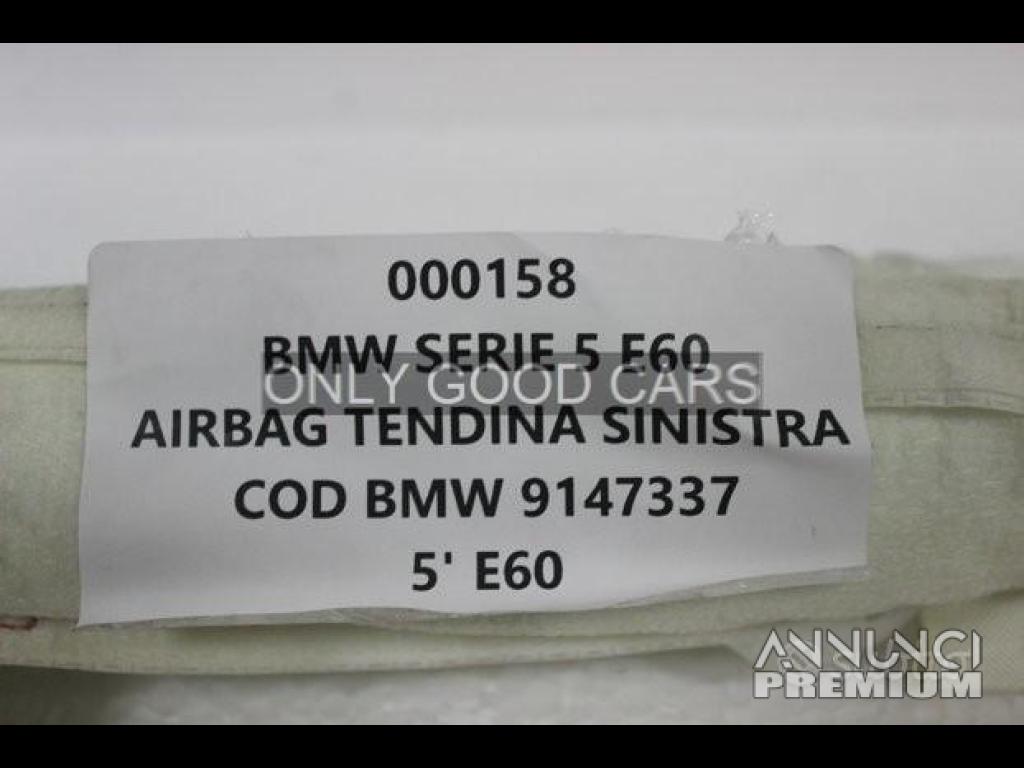 000158
BMW SERIE 5 E60
ONLY GOOD CARS
AIRBAG TENDINA SINISTRA
COD BMW 9147337
5' E60
ANNUNCI
PREMIUM